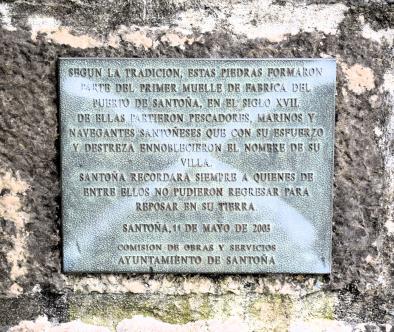 SEGUN LA TRADICION, ESTAS PIEDRAS FORMARON
PARTE DEL PRIMER MUELLE DE FABRICA DEL
PUERTO DE SANTOÑA, EN EL SIGLO XVII.
DE ELLAS PARTIERON PESCADORES, MARINOS Y
NAVEGANTES SANTOÑESES QUE CON SU ESFUERZO
Y DESTREZA ENNOBLECIERON EL NOMBRE DE SU
VILLA.
SANTOÑA RECORDARA SIEMPRE A QUIENES DE
ENTRE ELLOS NO PUDIERON REGRESAR PARA
REPOSAR EN SU TIERRA
SANTOÑA, 11 DE MAYO DE 2003
COMISION DE OBRAS Y SERVICIOS
AYUNTAMIENTO DE SANTOÑA